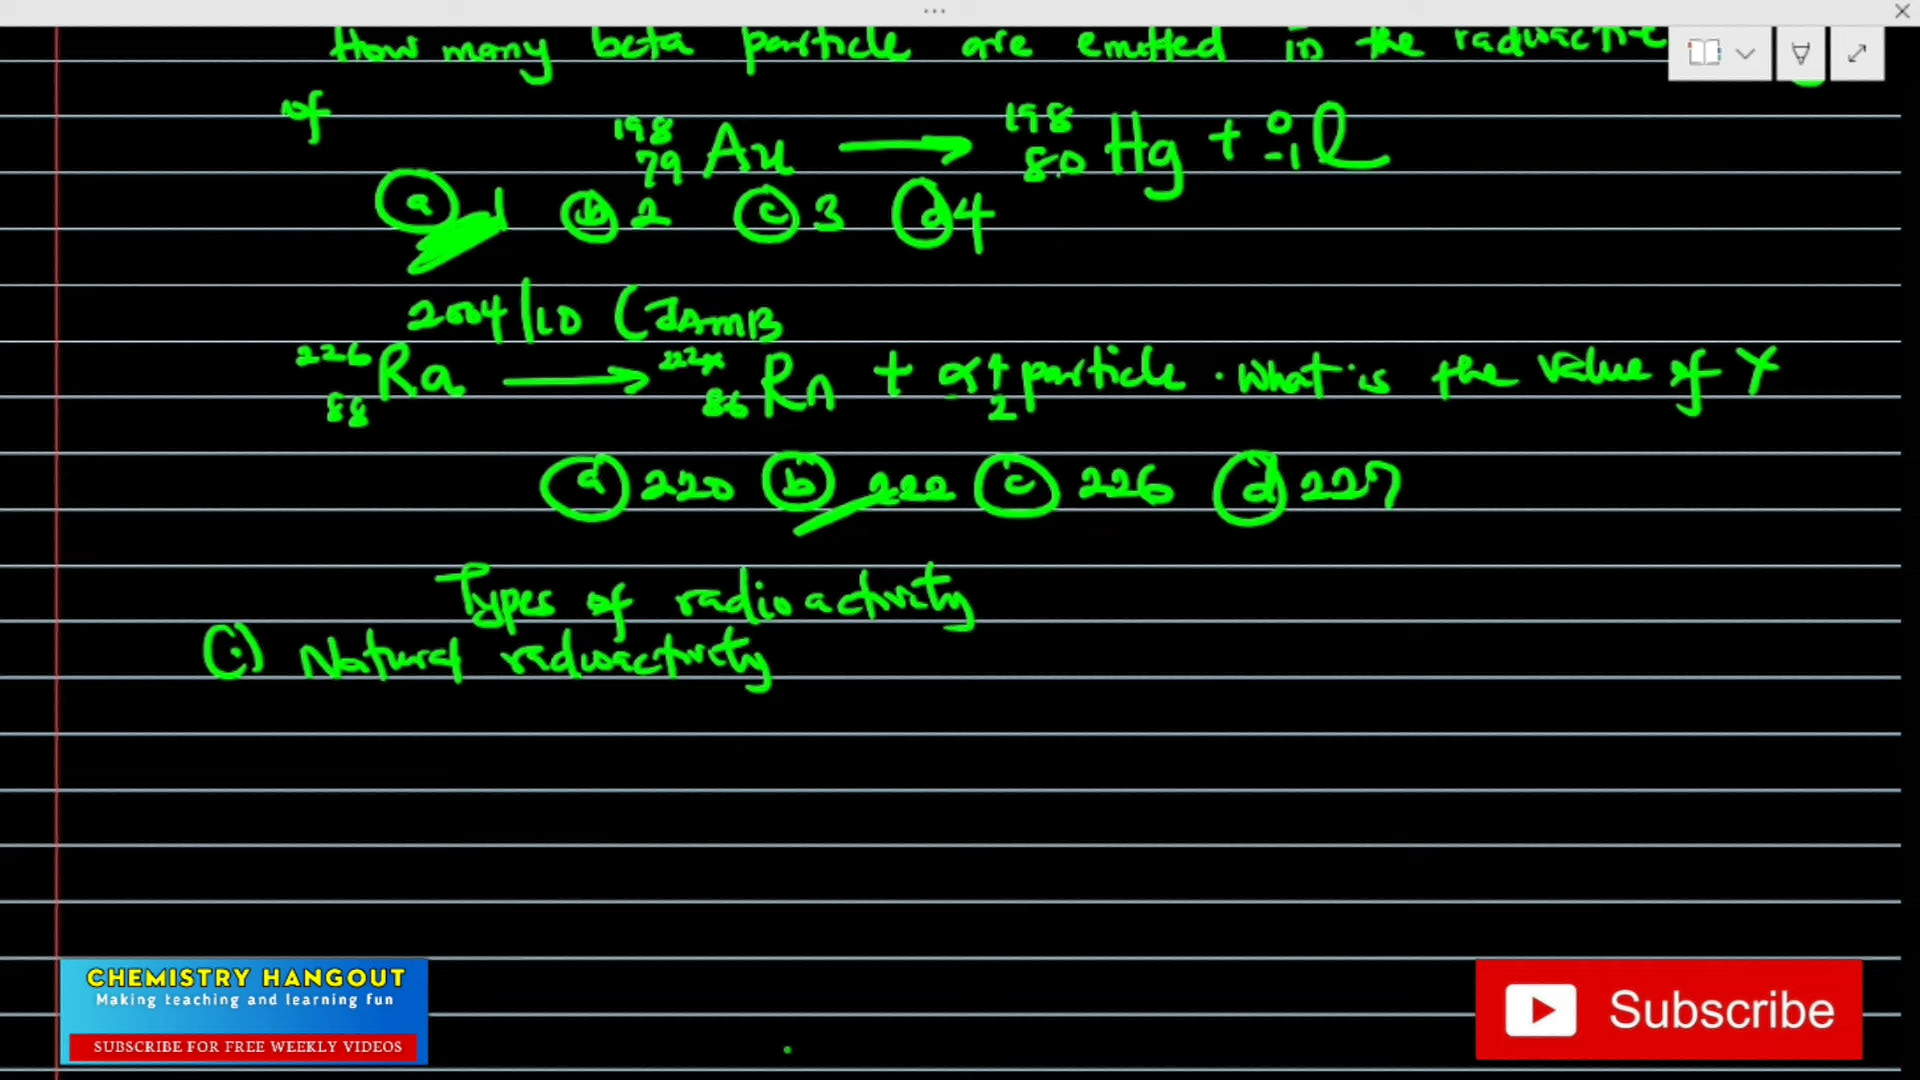 How many beta particle are emitted in the radioactive
of
198 79 Au → 198 80 Hg + 0 -1 e
(a) 1 (b) 2 (c) 3 (d) 4
2004/10 (JAMB
226 88 Ra → 86 Rn + α 4 2 particle. What is the value of Y
(a) 220 (b) 222 (c) 226 (d) 227
Types of radioactivity
(i) Natural radioactivity
CHEMISTRY HANGOUT
Making teaching and learning fun
SUBSCRIBE FOR FREE WEEKLY VIDEOS
Subscribe